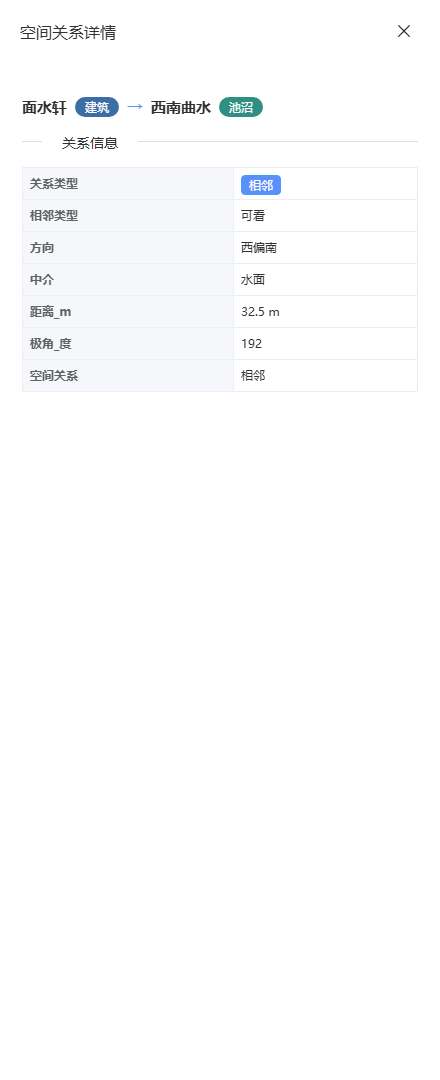 空间关系详情
面水轩 建筑 → 西南曲水 池沼
关系信息
关系类型 相邻
相邻类型 可看
方向 西偏南
中介 水面
距离_m 32.5 m
极角_度 192
空间关系 相邻